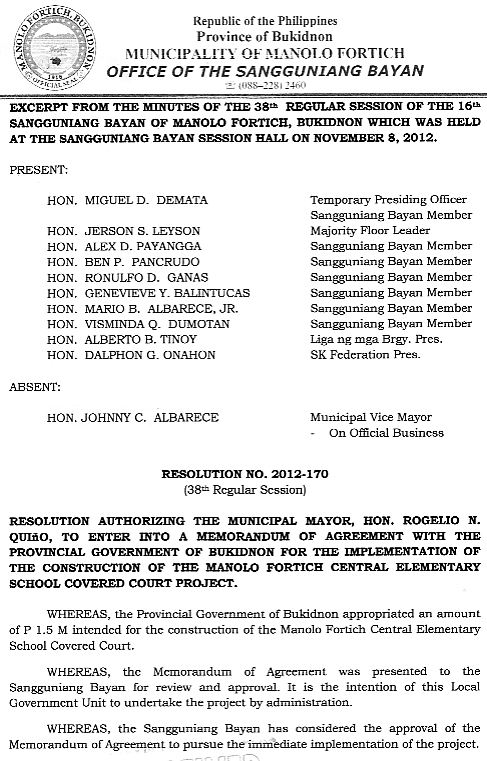 Republic of the Philippines
Province of Bukidnon
MUNICIPALITY OF MANOLO FORTICH
OFFICE OF THE SANGGUNIANG BAYAN
☏ (088-228) 2460
MANOLO FORTICH, BUKIDNON
OFFICIAL SEAL
EXCERPT FROM THE MINUTES OF THE 38th REGULAR SESSION OF THE 16th
SANGGUNIANG BAYAN OF MANOLO FORTICH, BUKIDNON WHICH WAS HELD
AT THE SANGGUNIANG BAYAN SESSION HALL ON NOVEMBER 8, 2012.
PRESENT:
HON. MIGUEL D. DEMATA Temporary Presiding Officer
Sangguniang Bayan Member
HON. JERSON S. LEYSON Majority Floor Leader
HON. ALEX D. PAYANGGA Sangguniang Bayan Member
HON. BEN P. PANCRUDO Sangguniang Bayan Member
HON. RONULFO D. GANAS Sangguniang Bayan Member
HON. GENEVIEVE Y. BALINTUCAS Sangguniang Bayan Member
HON. MARIO B. ALBARECE, JR. Sangguniang Bayan Member
HON. VISMINDA Q. DUMOTAN Sangguniang Bayan Member
HON. ALBERTO B. TINOY Liga ng mga Brgy. Pres.
HON. DALPHON G. ONAHON SK Federation Pres.
ABSENT:
HON. JOHNNY C. ALBARECE Municipal Vice Mayor
- On Official Business
RESOLUTION NO. 2012-170
(38th Regular Session)
RESOLUTION AUTHORIZING THE MUNICIPAL MAYOR, HON. ROGELIO N.
QUIñO, TO ENTER INTO A MEMORANDUM OF AGREEMENT WITH THE
PROVINCIAL GOVERNMENT OF BUKIDNON FOR THE IMPLEMENTATION OF
THE CONSTRUCTION OF THE MANOLO FORTICH CENTRAL ELEMENTARY
SCHOOL COVERED COURT PROJECT.
WHEREAS, the Provincial Government of Bukidnon appropriated an amount
of P 1.5 M intended for the construction of the Manolo Fortich Central Elementary
School Covered Court.
WHEREAS, the Memorandum of Agreement was presented to the
Sangguniang Bayan for review and approval. It is the intention of this Local
Government Unit to undertake the project by administration.
WHEREAS, the Sangguniang Bayan has considered the approval of the
Memorandum of Agreement to pursue the immediate implementation of the project.